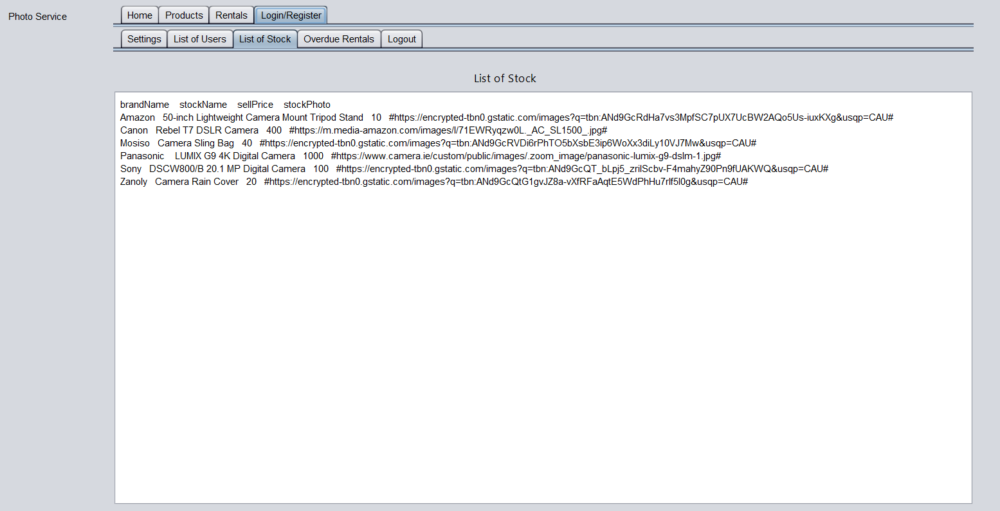 Photo Service
Home Products Rentals Login/Register
Settings List of Users List of Stock Overdue Rentals Logout
List of Stock
brandName stockName sellPrice stockPhoto
Amazon 50-inch Lightweight Camera Mount Tripod Stand 10 #https://encrypted-tbn0.gstatic.com/images?q=tbn:ANd9GcRdHa7vs3MpfSC7pUX7UcBW2AQo5Us-iuxKXg&usqp=CAU#
Canon Rebel T7 DSLR Camera 400 #https://m.media-amazon.com/images/I/71EWRyqzw0L._AC_SL1500_.jpg#
Mosiso Camera Sling Bag 40 #https://encrypted-tbn0.gstatic.com/images?q=tbn:ANd9GcRVDi6rPhTO5bXsbE3ip6WoXx3diLy10VJ7Mw&usqp=CAU#
Panasonic LUMIX G9 4K Digital Camera 1000 #https://www.camera.ie/custom/public/images/.zoom_image/panasonic-lumix-g9-dslm-1.jpg#
Sony DSCW800/B 20.1 MP Digital Camera 100 #https://encrypted-tbn0.gstatic.com/images?q=tbn:ANd9GcQT_bLpj5_zrilScbv-F4mahyZ90Pn9fUAKWQ&usqp=CAU#
Zanoly Camera Rain Cover 20 #https://encrypted-tbn0.gstatic.com/images?q=tbn:ANd9GcQtG1gvJZ8a-vXfRFaAqtE5WdPhHu7rlf5l0g&usqp=CAU#